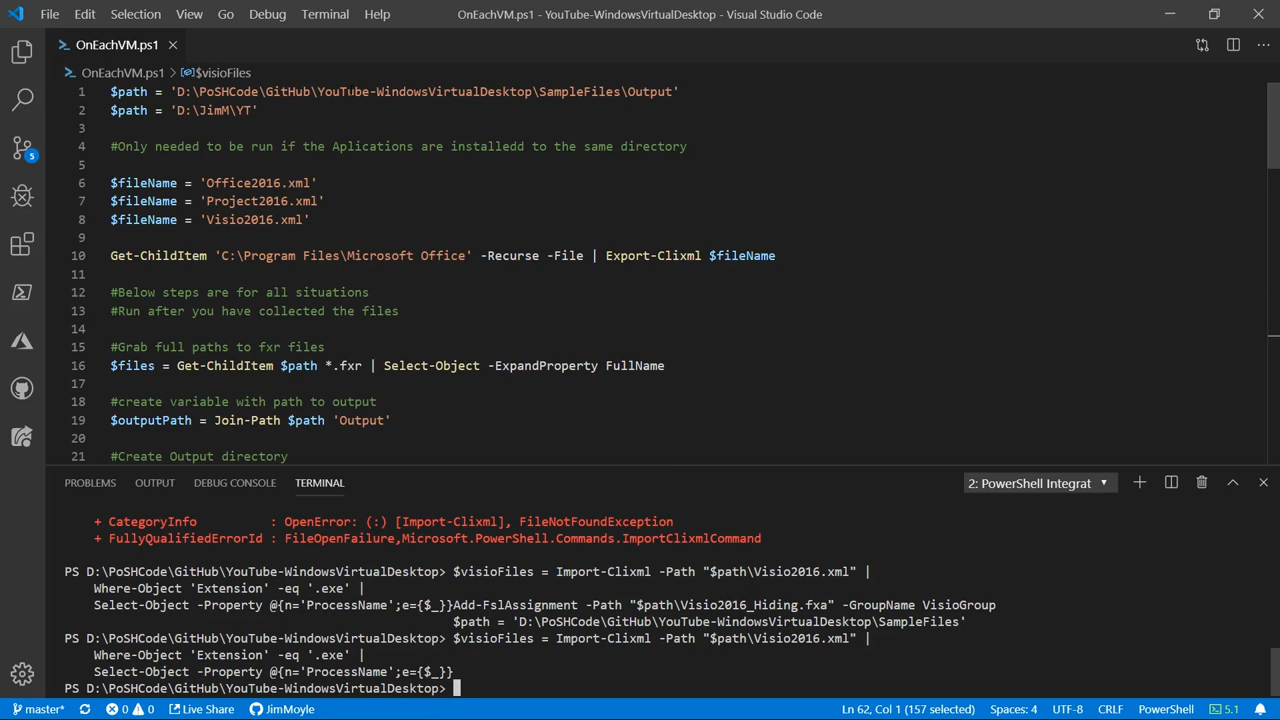 File Edit Selection View Go Debug Terminal Help OnEachVM.ps1 - YouTube-WindowsVirtualDesktop - Visual Studio Code
OnEachVM.ps1
OnEachVM.ps1 > $visioFiles
1 $path = 'D:\PoSHCode\GitHub\YouTube-WindowsVirtualDesktop\SampleFiles\Output'
2 $path = 'D:\JimM\YT'
3
4 #Only needed to be run if the Aplications are installedd to the same directory
5
6 $fileName = 'Office2016.xml'
7 $fileName = 'Project2016.xml'
8 $fileName = 'Visio2016.xml'
9
10 Get-ChildItem 'C:\Program Files\Microsoft Office' -Recurse -File | Export-Clixml $fileName
11
12 #Below steps are for all situations
13 #Run after you have collected the files
14
15 #Grab full paths to fxr files
16 $files = Get-ChildItem $path *.fxr | Select-Object -ExpandProperty FullName
17
18 #create variable with path to output
19 $outputPath = Join-Path $path 'Output'
20
21 #Create Output directory
PROBLEMS OUTPUT DEBUG CONSOLE TERMINAL 2: PowerShell Integrat
+ CategoryInfo : OpenError: (:) [Import-Clixml], FileNotFoundException
+ FullyQualifiedErrorId : FileOpenFailure,Microsoft.PowerShell.Commands.ImportClixmlCommand
PS D:\PoSHCode\GitHub\YouTube-WindowsVirtualDesktop> $visioFiles = Import-Clixml -Path "$path\Visio2016.xml" |
Where-Object 'Extension' -eq '.exe' |
Select-Object -Property @{n='ProcessName';e={$_}}Add-FslAssignment -Path "$path\Visio2016_Hiding.fxa" -GroupName VisioGroup
$path = 'D:\PoSHCode\GitHub\YouTube-WindowsVirtualDesktop\SampleFiles'
PS D:\PoSHCode\GitHub\YouTube-WindowsVirtualDesktop> $visioFiles = Import-Clixml -Path "$path\Visio2016.xml" |
Where-Object 'Extension' -eq '.exe' |
Select-Object -Property @{n='ProcessName';e={$_}}
PS D:\PoSHCode\GitHub\YouTube-WindowsVirtualDesktop>
5
master* 0 0 Live Share JimMoyle Ln 62, Col 1 (157 selected) Spaces: 4 UTF-8 CRLF PowerShell 5.1